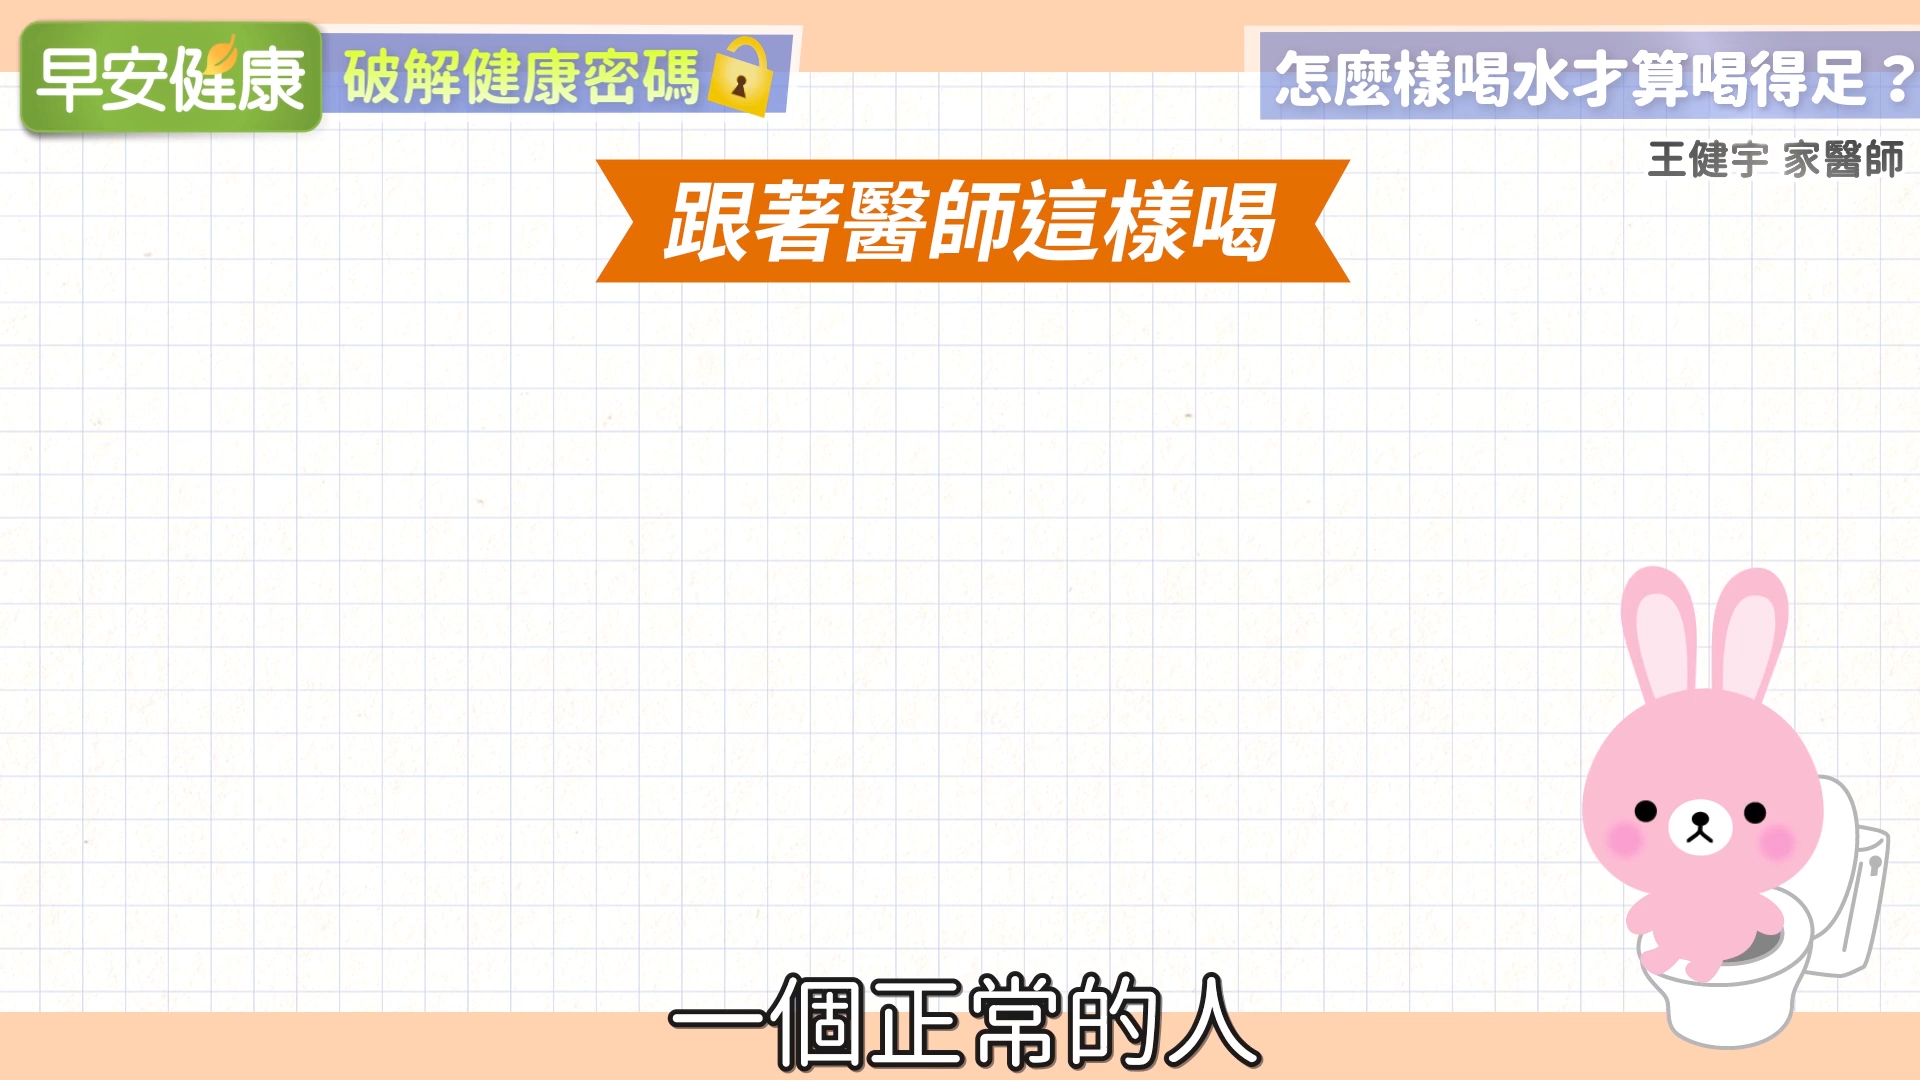 早安健康
破解健康密碼
怎麼樣喝水才算喝得足？
王健宇 家醫師
跟著醫師這樣喝
一個正常的人